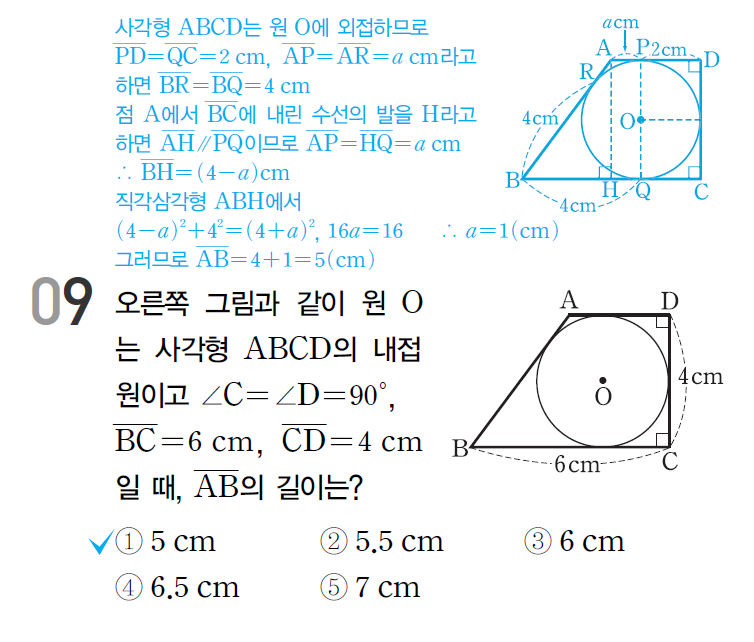 사각형 ABCD는 원 O에 외접하므로
PD=QC=2 cm, AP=AR=a cm라고
하면 BR=BQ=4 cm
점 A에서 BC에 내린 수선의 발을 H라고
하면 AH∥PQ이므로 AP=HQ=a cm
∴ BH=(4-a)cm
직각삼각형 ABH에서
(4-a)²+4²=(4+a)², 16a=16 ∴ a=1(cm)
그러므로 AB=4+1=5(cm)
acm
A P 2cm D
R
4cm
O
B H Q C
4cm
09 오른쪽 그림과 같이 원 O
는 사각형 ABCD의 내접
원이고 ∠C=∠D=90°,
BC=6 cm, CD=4 cm
일 때, AB의 길이는?
A D
4cm
O
B 6cm C
① 5 cm ② 5.5 cm ③ 6 cm
④ 6.5 cm ⑤ 7 cm